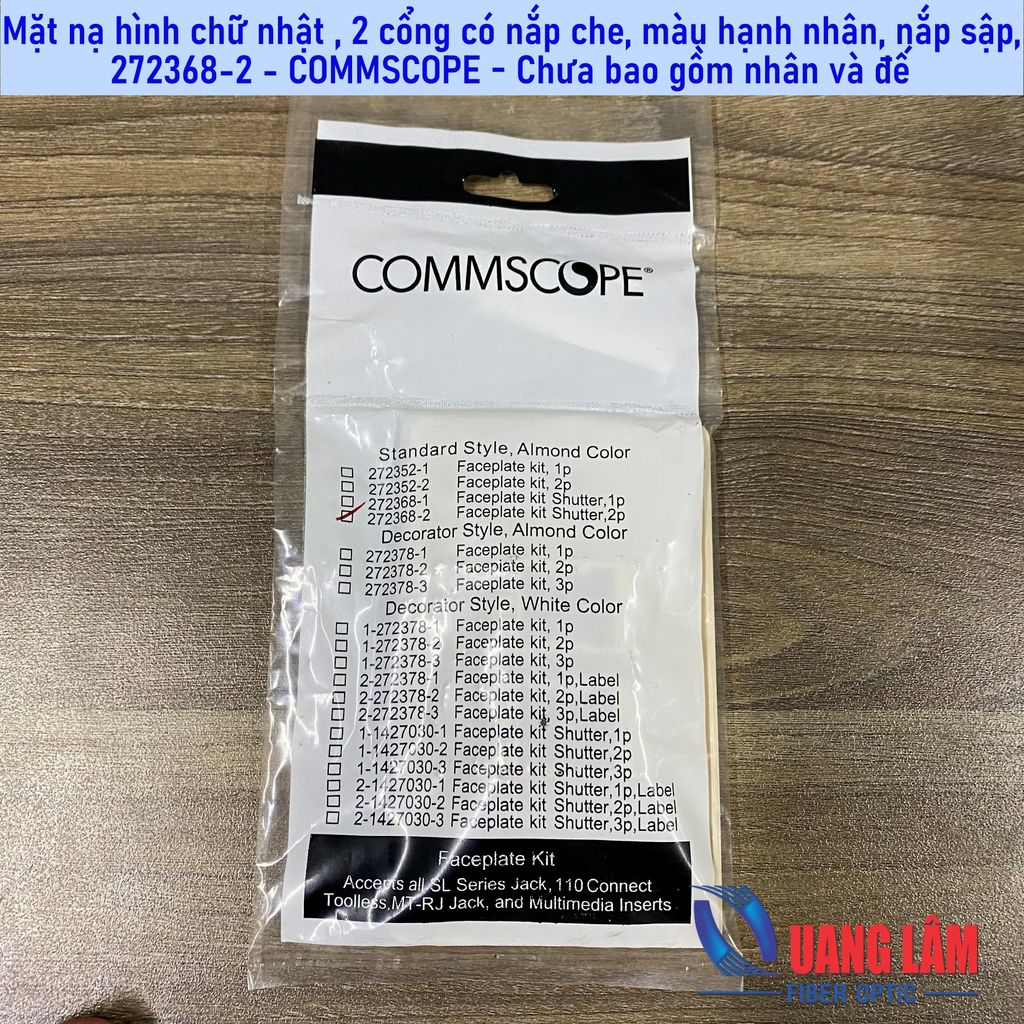 Mặt nạ hình chữ nhật , 2 cổng có nắp che, màu hạnh nhân, nắp sập,
272368-2 - COMMSCOPE - Chưa bao gồm nhân và đế
COMMSCOPE®
Standard Style, Almond Color
272352-1 Faceplate kit, 1p
272352-2 Faceplate kit, 2p
272368-1 Faceplate kit Shutter,1p
272368-2 Faceplate kit Shutter,2p
Decorator Style, Almond Color
272378-1 Faceplate kit, 1p
272378-2 Faceplate kit, 2p
272378-3 Faceplate kit, 3p
Decorator Style, White Color
1-272378-1 Faceplate kit, 1p
1-272378-2 Faceplate kit, 2p
1-272378-3 Faceplate kit, 3p
2-272378-1 Faceplate kit, 1p,Label
2-272378-2 Faceplate kit, 2p,Label
2-272378-3 Faceplate kit, 3p,Label
1-1427030-1 Faceplate kit Shutter,1p
1-1427030-2 Faceplate kit Shutter,2p
1-1427030-3 Faceplate kit Shutter,3p
2-1427030-1 Faceplate kit Shutter,1p,Label
2-1427030-2 Faceplate kit Shutter,2p,Label
2-1427030-3 Faceplate kit Shutter,3p,Label
Faceplate Kit
Accepts all SL Series Jack, 110 Connect
Toolless,MT-RJ Jack, and Multimedia Inserts
QUANG LÂM
FIBER OPTIC